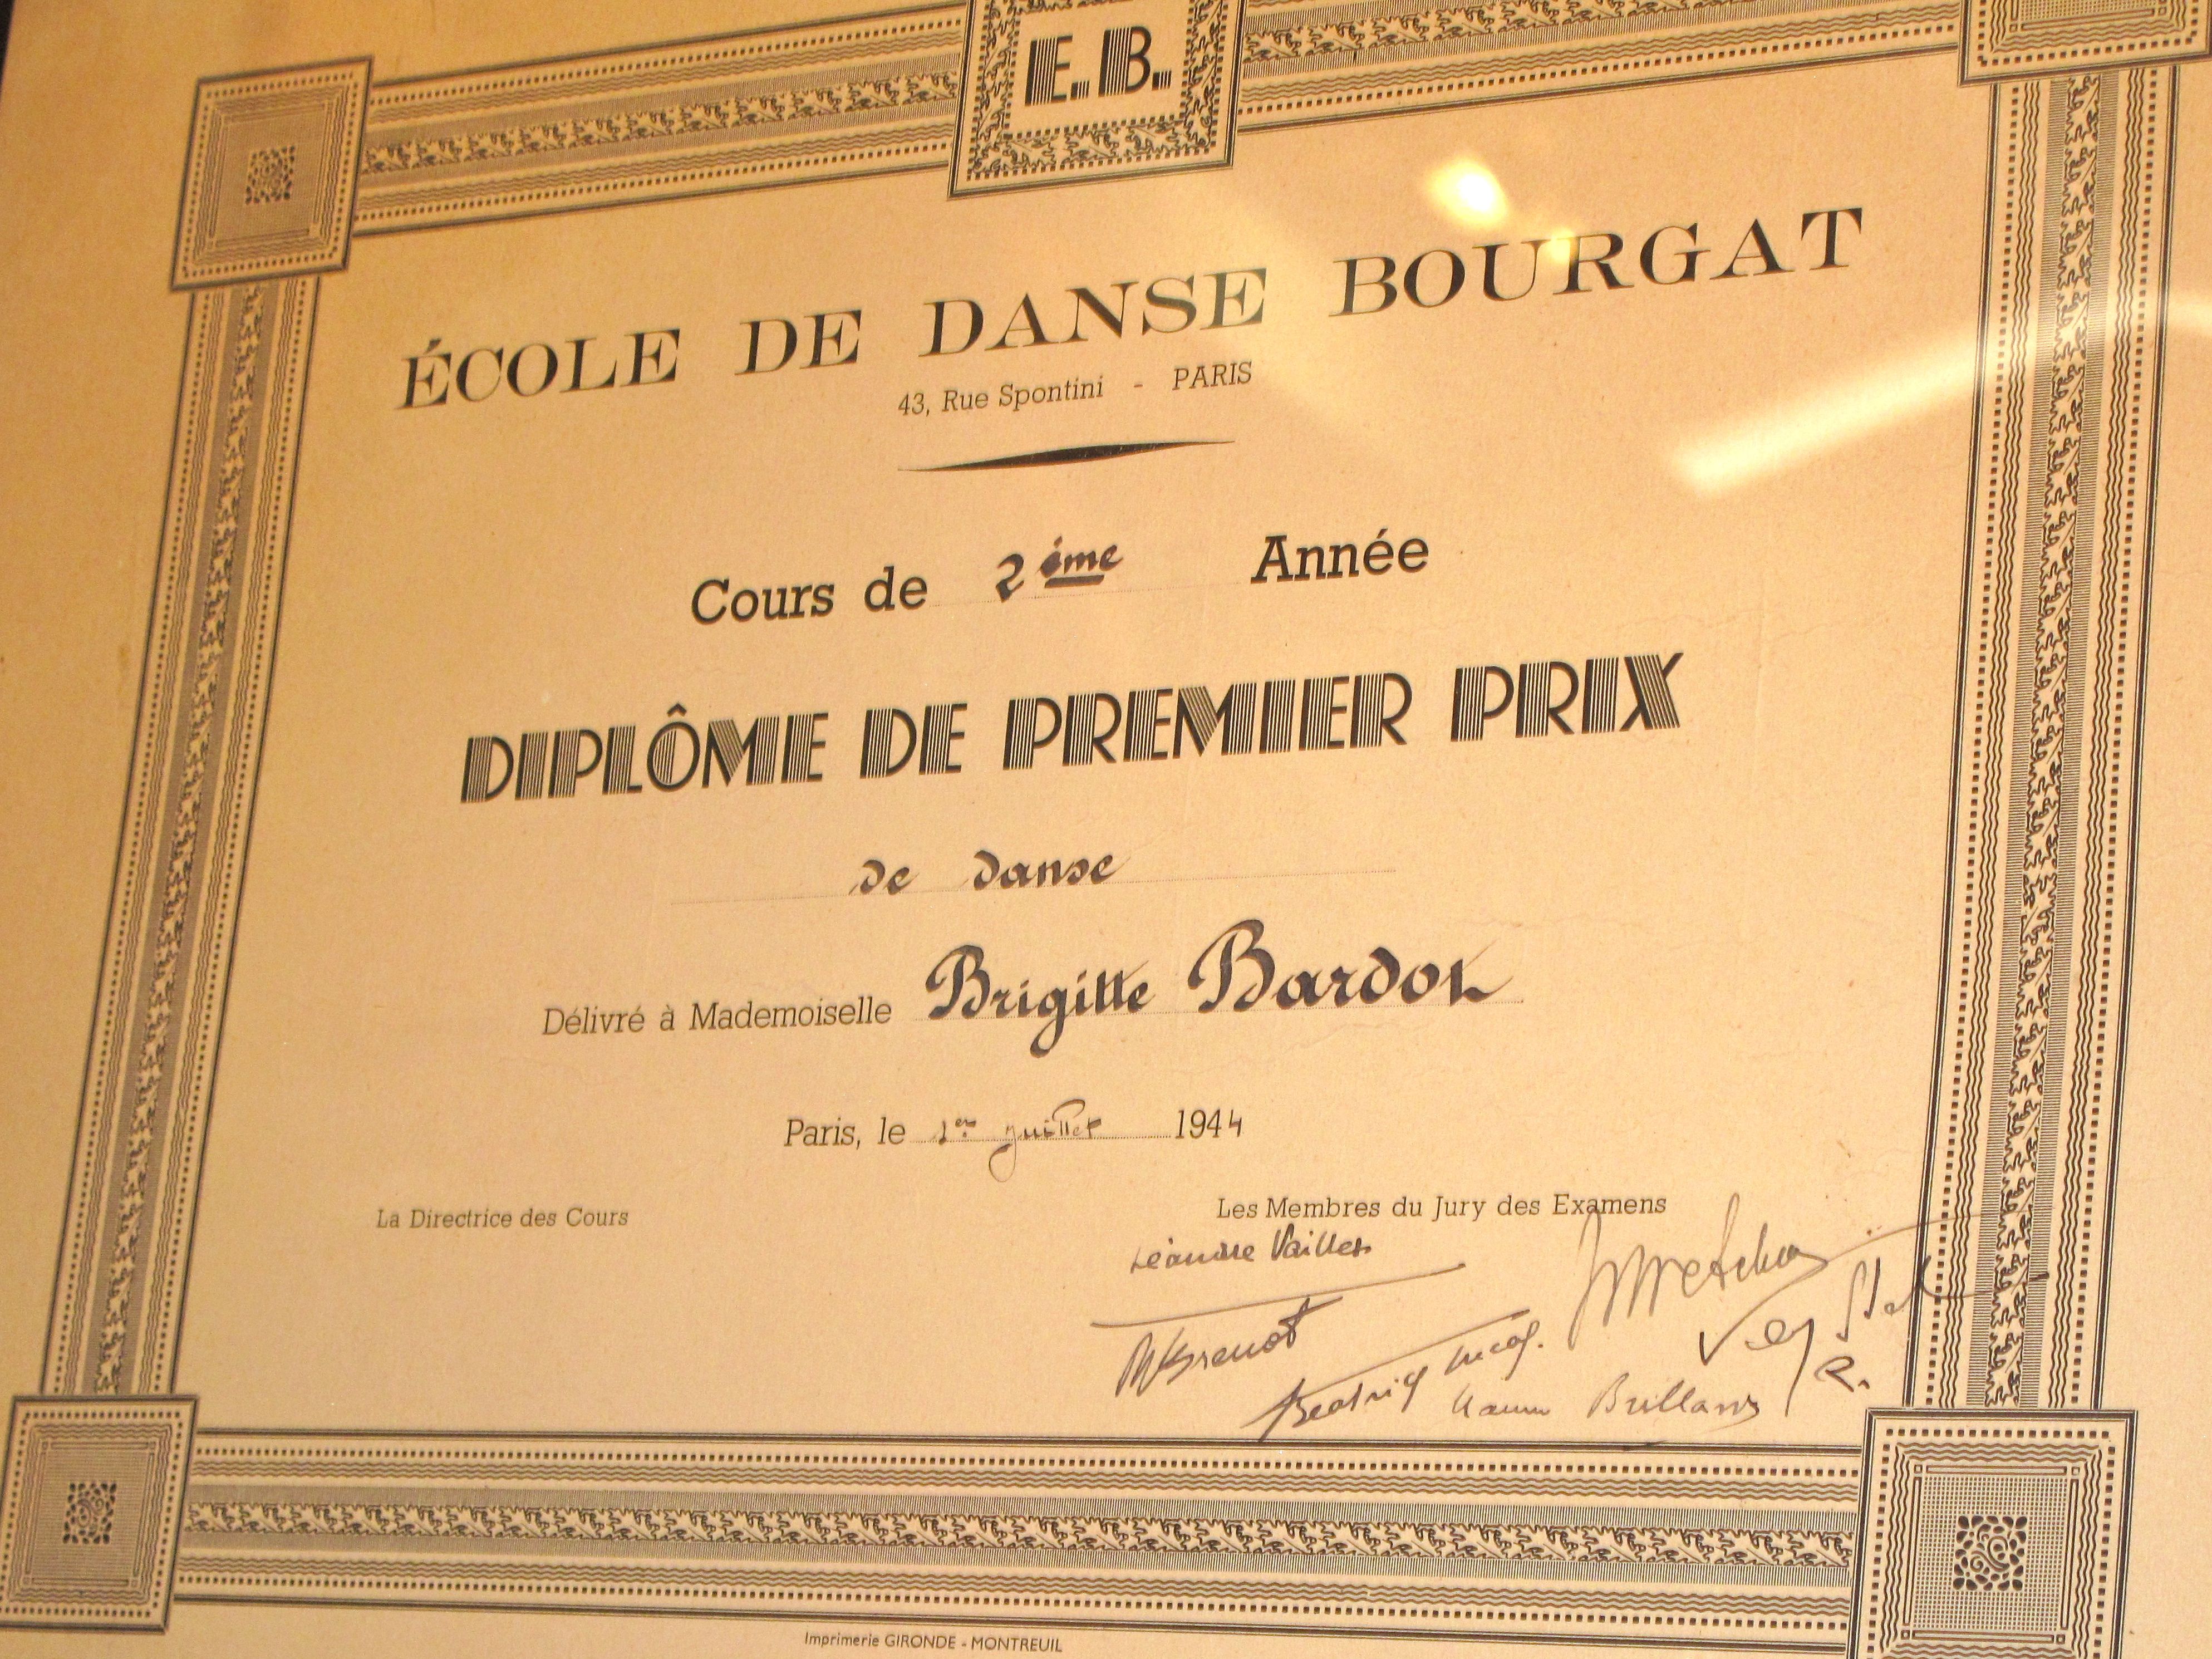 E. B.
ÉCOLE DE DANSE BOURGAT
43, Rue Spontini - PARIS
Cours de 2ème Année
DIPLÔME DE PREMIER PRIX
de danse
Délivré à Mademoiselle Brigitte Bardot
Paris, le 1er juillet 1944
La Directrice des Cours
Les Membres du Jury des Examens
Léandre Vaillat
Imprimerie GIRONDE - MONTREUIL